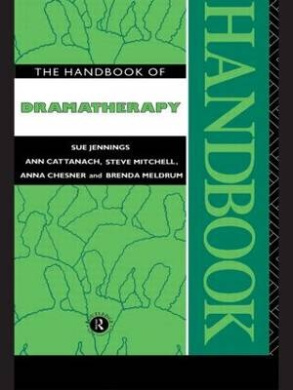 THE HANDBOOK OF
DRAMATHERAPY
SUE JENNINGS
ANN CATTANACH, STEVE MITCHELL,
ANNA CHESNER and BRENDA MELDRUM
HANDBOOK
R